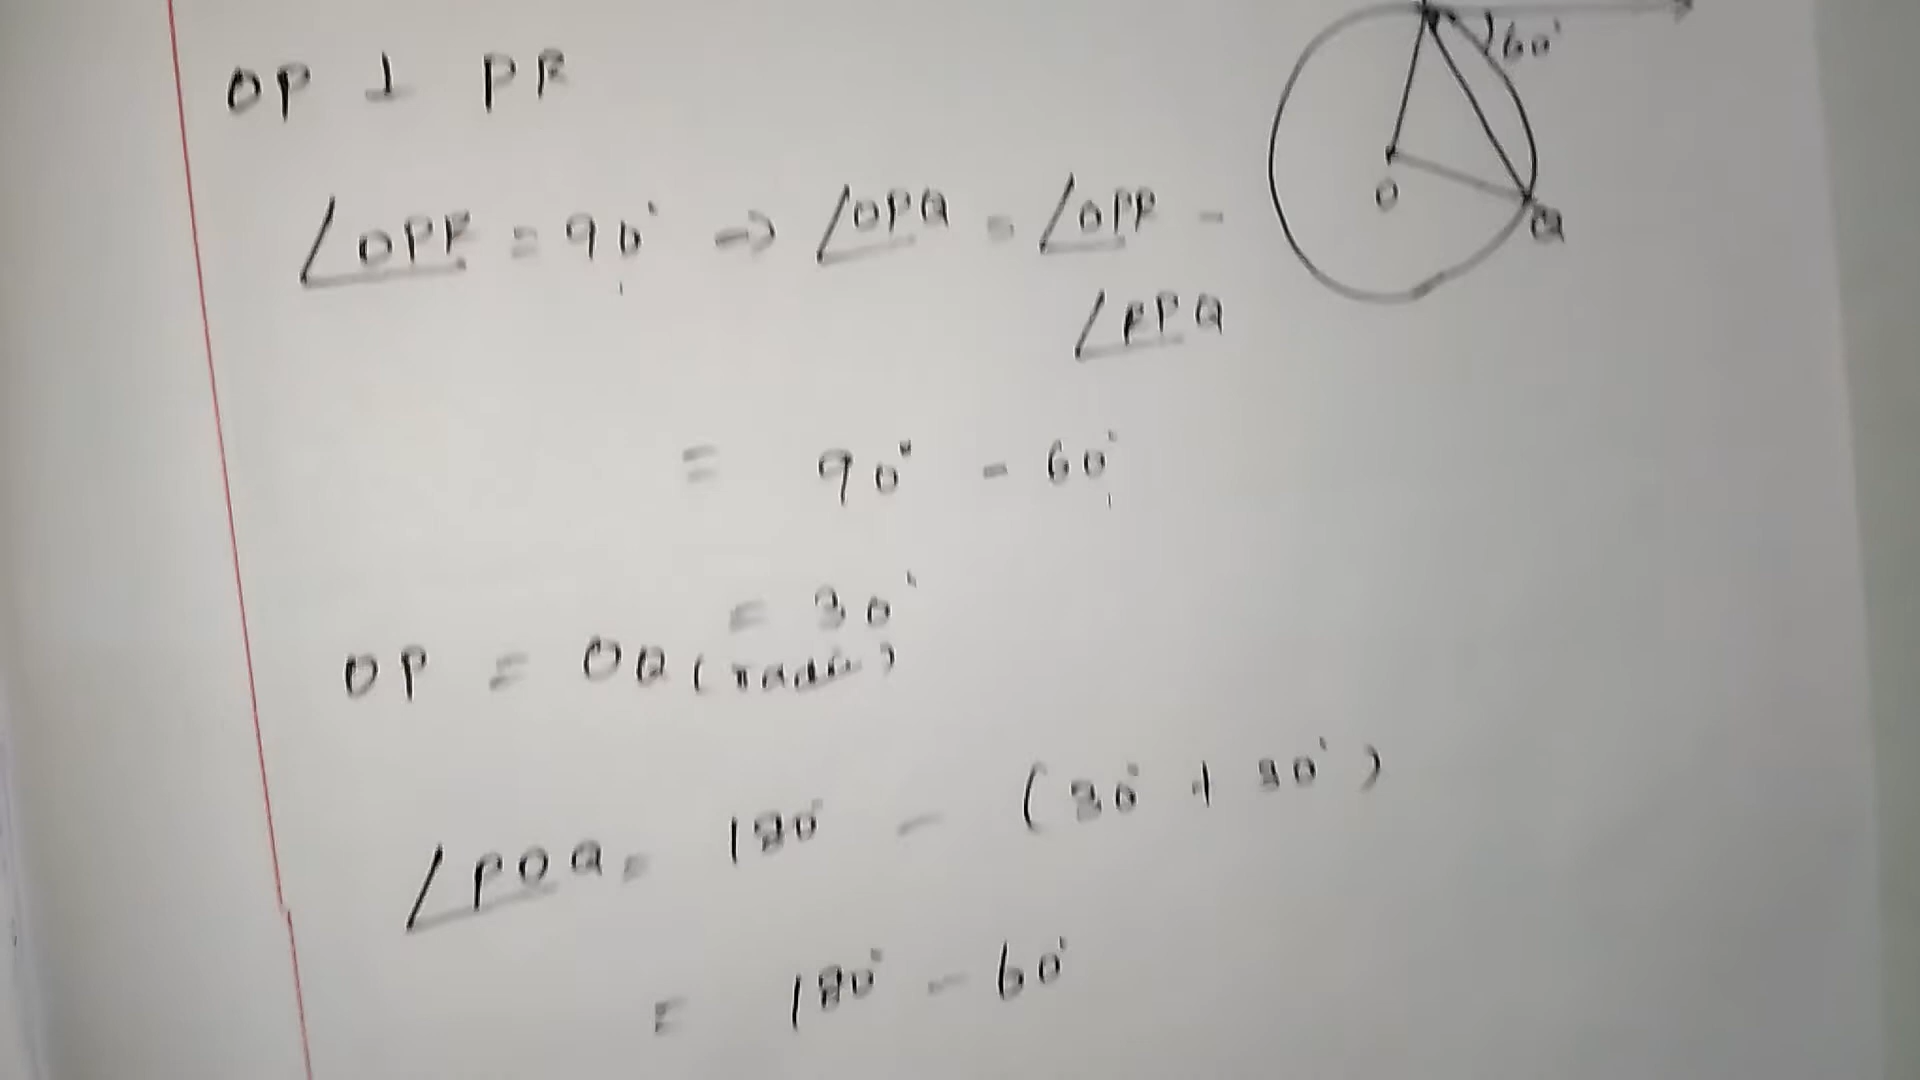 OP ⊥ PR
∠OPR = 90° → ∠OPQ = ∠OPR -
∠RPQ
= 90° - 60°
= 30°
OP = OQ (radii)
∠POQ = 180° - (30° + 30°)
= 180° - 60°
60°
O
Q